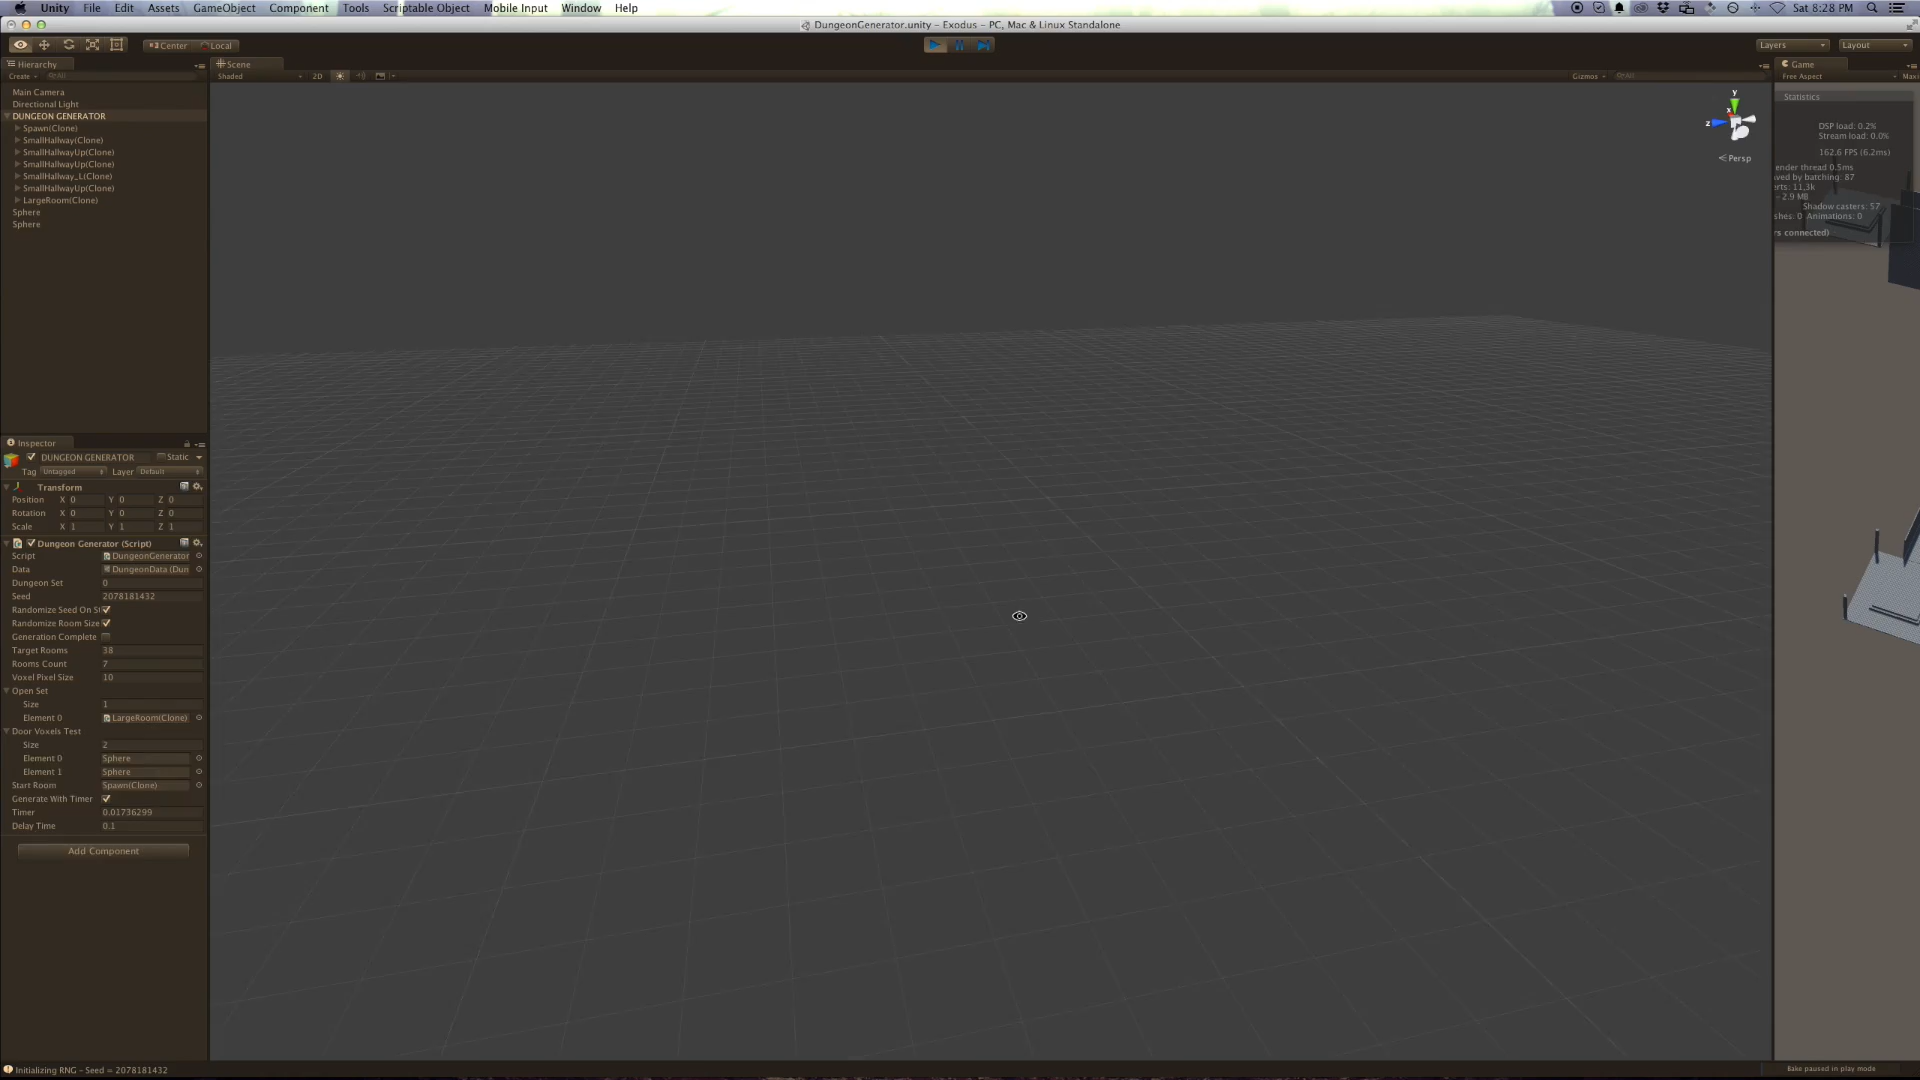 Unity File Edit Assets GameObject Component Tools Scriptable Object Mobile Input Window Help Sat 8:28 PM
DungeonGenerator.unity – Exodus – PC, Mac & Linux Standalone
Center Local Layers Layout
Hierarchy
Create All
Main Camera
Directional Light
DUNGEON GENERATOR
Spawn(Clone)
SmallHallway(Clone)
SmallHallwayUp(Clone)
SmallHallwayUp(Clone)
SmallHallway_L(Clone)
SmallHallwayUp(Clone)
LargeRoom(Clone)
Sphere
Sphere
Inspector
DUNGEON GENERATOR Static
Tag Untagged Layer Default
Transform
Position X 0 Y 0 Z 0
Rotation X 0 Y 0 Z 0
Scale X 1 Y 1 Z 1
Dungeon Generator (Script)
Script DungeonGenerator
Data DungeonData (Dun
Dungeon Set 0
Seed 2078181432
Randomize Seed On St
Randomize Room Size
Generation Complete
Target Rooms 38
Rooms Count 7
Voxel Pixel Size 10
Open Set
Size 1
Element 0 LargeRoom(Clone)
Door Voxels Test
Size 2
Element 0 Sphere
Element 1 Sphere
Start Room Spawn(Clone)
Generate With Timer
Timer 0.01736299
Delay Time 0.1
Add Component
Initializing RNG – Seed = 2078181432
Scene
Shaded 2D Gizmos All
y
x
z
Persp
Game
Free Aspect Maxi
Statistics
DSP load: 0.2%
Stream load: 0.0%
162.6 FPS (6.2ms)
ender thread 0.5ms
aved by batching: 87
erts: 11,3k
– 2.9 MB
Shadow casters: 57
shes: 0 Animations: 0
rs connected)
Bake paused in play mode